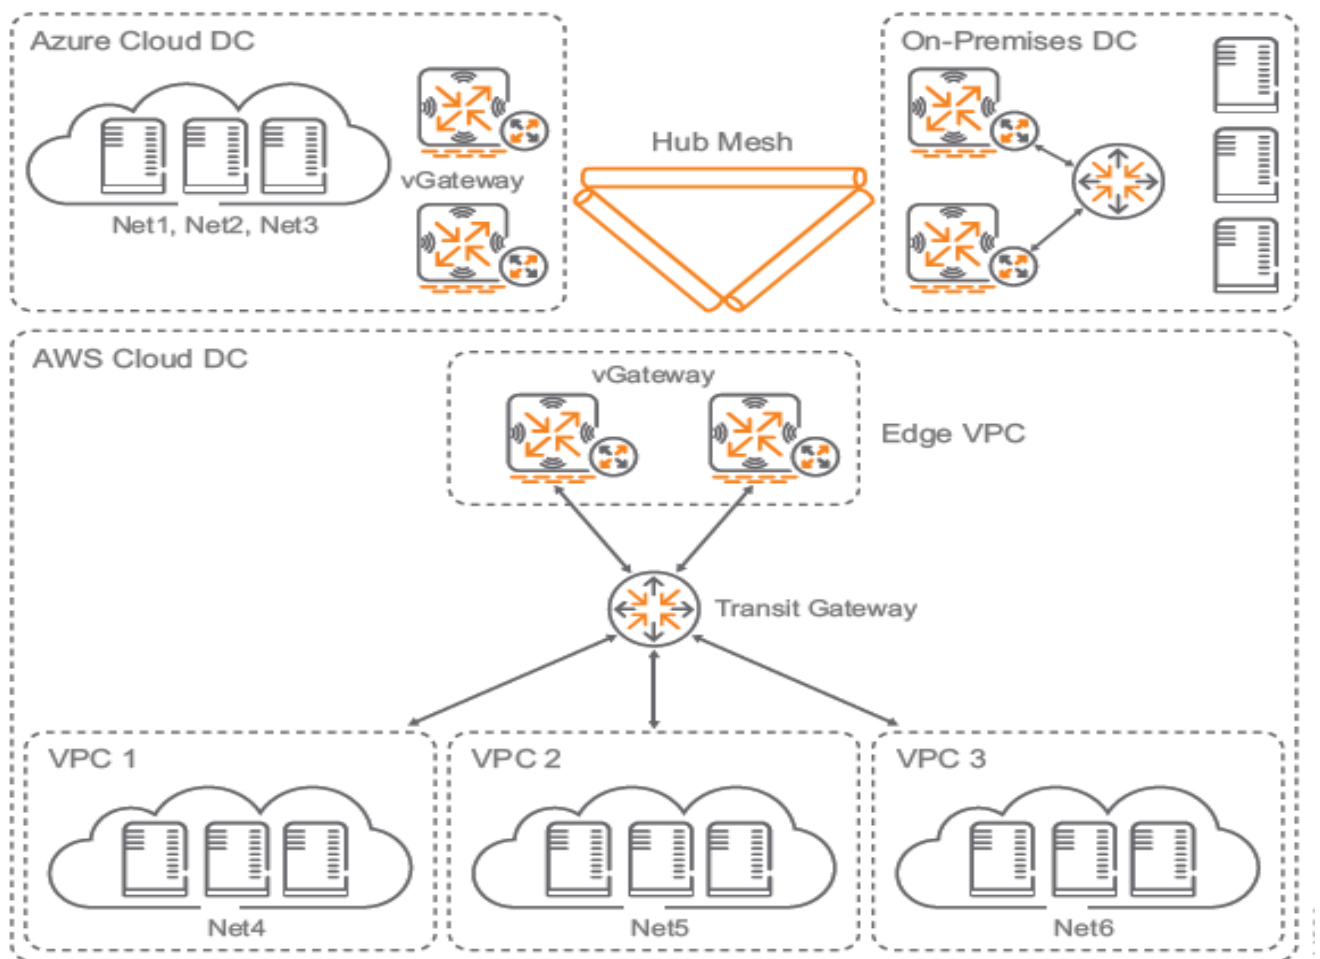 Azure Cloud DC
vGateway
Net1, Net2, Net3
Hub Mesh
On-Premises DC
AWS Cloud DC
vGateway
Edge VPC
Transit Gateway
VPC 1
Net4
VPC 2
Net5
VPC 3
Net6